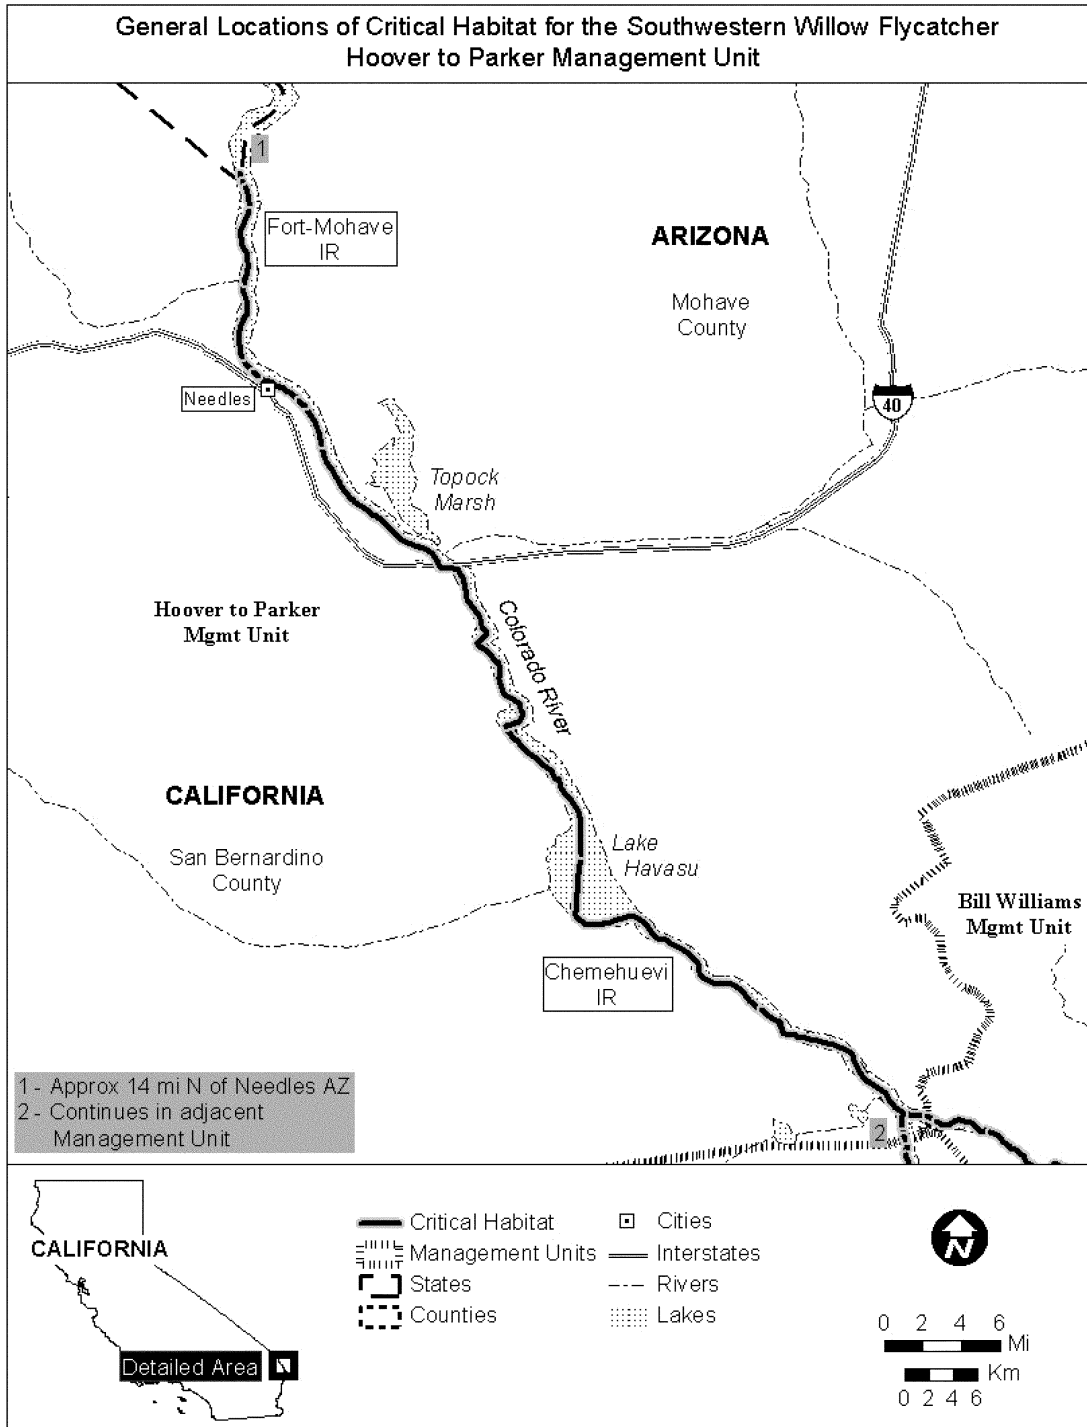 General Locations of Critical Habitat for the Southwestern Willow Flycatcher
Hoover to Parker Management Unit
1
Fort-Mohave
IR
ARIZONA
Mohave
County
Needles
40
Topock
Marsh
Hoover to Parker
Mgmt Unit
Colorado River
CALIFORNIA
San Bernardino
County
Lake
Havasu
Bill Williams
Mgmt Unit
Chemehuevi
IR
1 - Approx 14 mi N of Needles AZ
2 - Continues in adjacent
Management Unit
2
CALIFORNIA
Detailed Area
Critical Habitat
Management Units
States
Counties
Cities
Interstates
Rivers
Lakes
N
0 2 4 6
Mi
Km
0 2 4 6